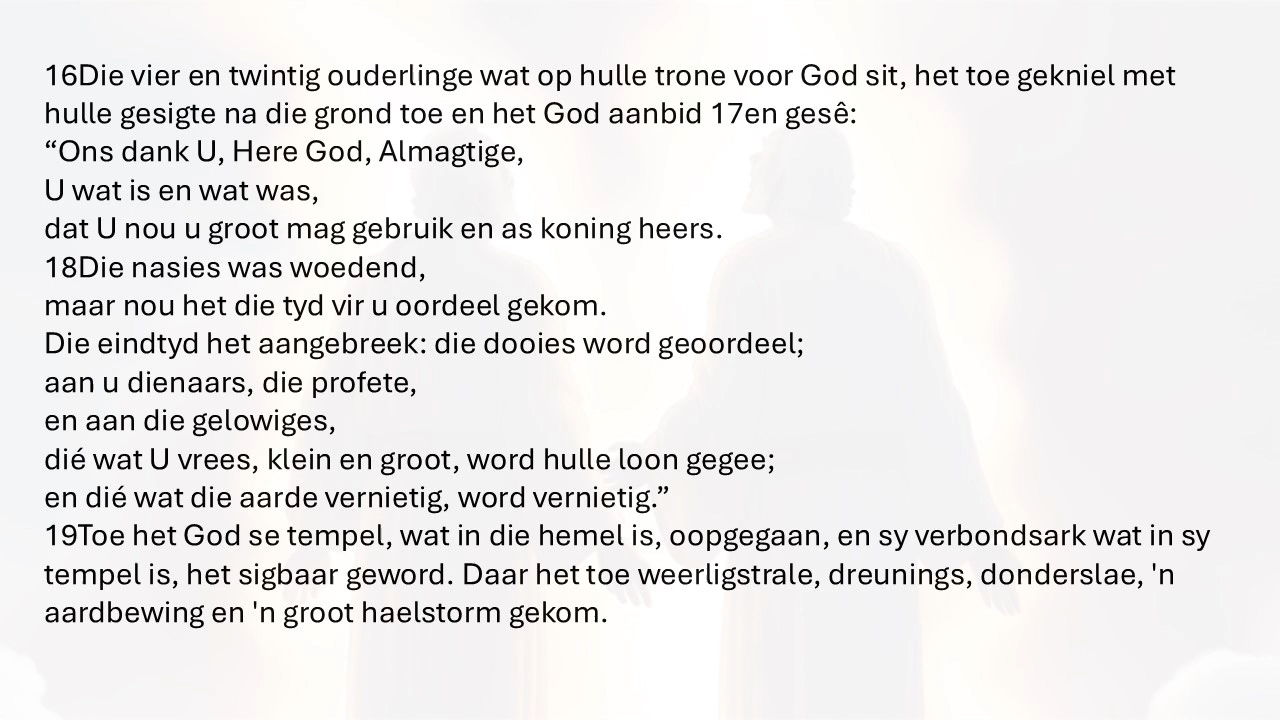 16Die vier en twintig ouderlinge wat op hulle trone voor God sit, het toe gekniel met
hulle gesigte na die grond toe en het God aanbid 17en gesê:
“Ons dank U, Here God, Almagtige,
U wat is en wat was,
dat U nou u groot mag gebruik en as koning heers.
18Die nasies was woedend,
maar nou het die tyd vir u oordeel gekom.
Die eindtyd het aangebreek: die dooies word geoordeel;
aan u dienaars, die profete,
en aan die gelowiges,
dié wat U vrees, klein en groot, word hulle loon gegee;
en dié wat die aarde vernietig, word vernietig.”
19Toe het God se tempel, wat in die hemel is, oopgegaan, en sy verbondsark wat in sy
tempel is, het sigbaar geword. Daar het toe weerligstrale, dreunings, donderslae, 'n
aardbewing en 'n groot haelstorm gekom.